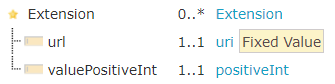 Extension 0..* Extension
url 1..1 uri Fixed Value
valuePositiveInt 1..1 positiveInt